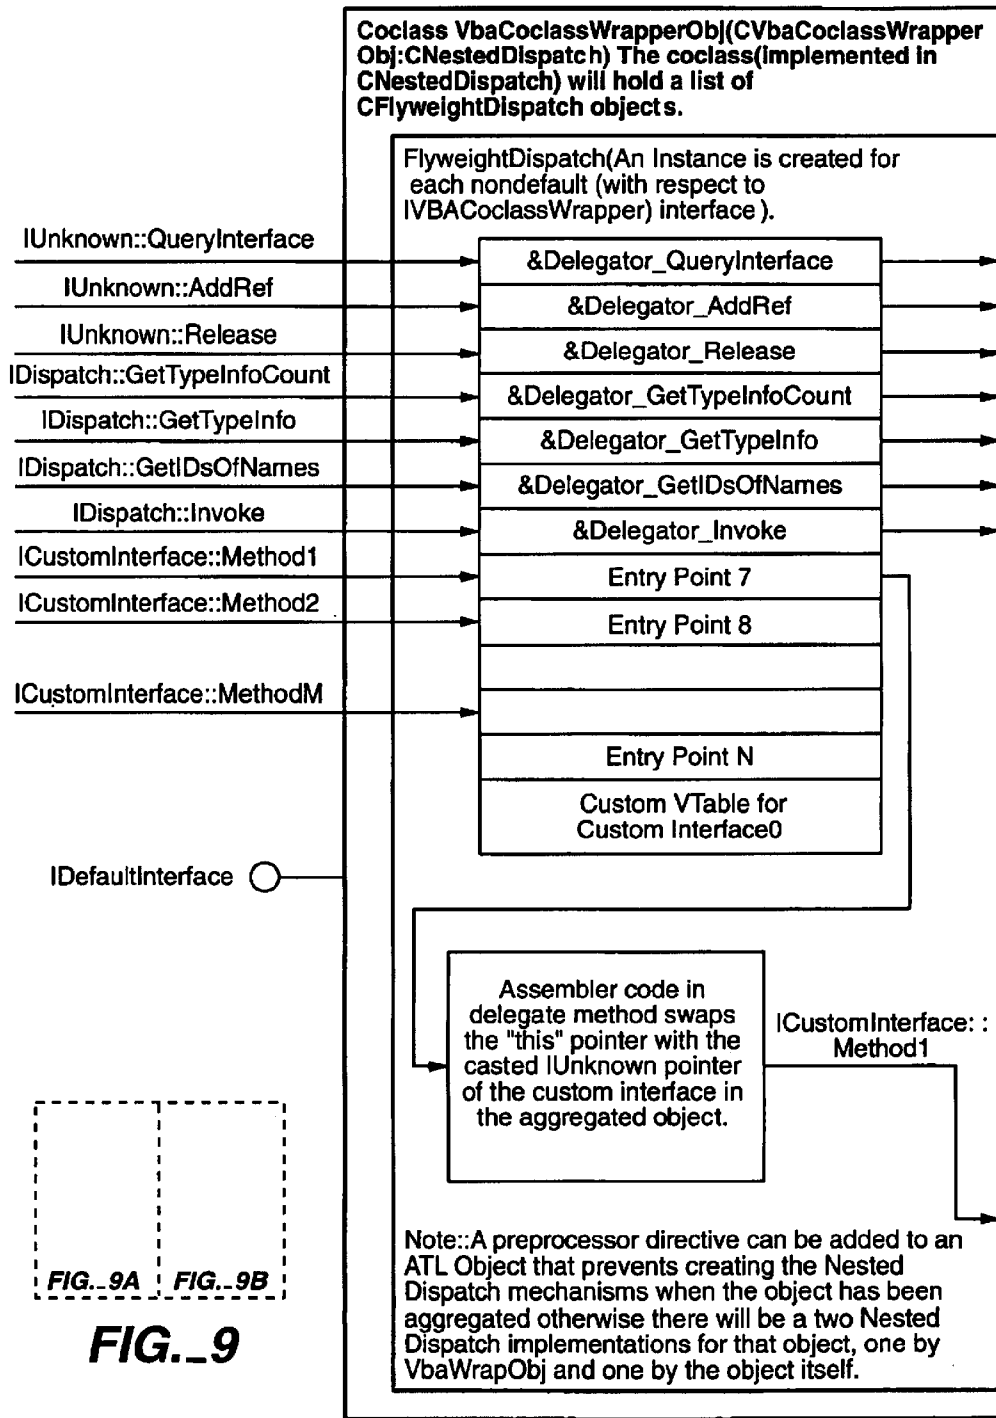 Coclass VbaCoclassWrapperObj(CVbaCoclassWrapper
Obj:CNestedDispatch) The coclass(implemented in
CNestedDispatch) will hold a list of
CFlyweightDispatch objects.
FlyweightDispatch(An Instance is created for
each nondefault (with respect to
IVBACoclassWrapper) interface).
IUnknown::QueryInterface
&Delegator_QueryInterface
IUnknown::AddRef
&Delegator_AddRef
IUnknown::Release
&Delegator_Release
IDispatch::GetTypeInfoCount
&Delegator_GetTypeInfoCount
IDispatch::GetTypeInfo
&Delegator_GetTypeInfo
IDispatch::GetIDsOfNames
&Delegator_GetIDsOfNames
IDispatch::Invoke
&Delegator_Invoke
ICustomInterface::Method1
Entry Point 7
ICustomInterface::Method2
Entry Point 8
ICustomInterface::MethodM
Entry Point N
Custom VTable for
Custom Interface0
IDefaultInterface
Assembler code in
delegate method swaps
the "this" pointer with the
casted IUnknown pointer
of the custom interface in
the aggregated object.
ICustomInterface: :
Method1
Note::A preprocessor directive can be added to an
ATL Object that prevents creating the Nested
Dispatch mechanisms when the object has been
aggregated otherwise there will be a two Nested
Dispatch implementations for that object, one by
VbaWrapObj and one by the object itself.
FIG._9A
FIG._9B
FIG._9